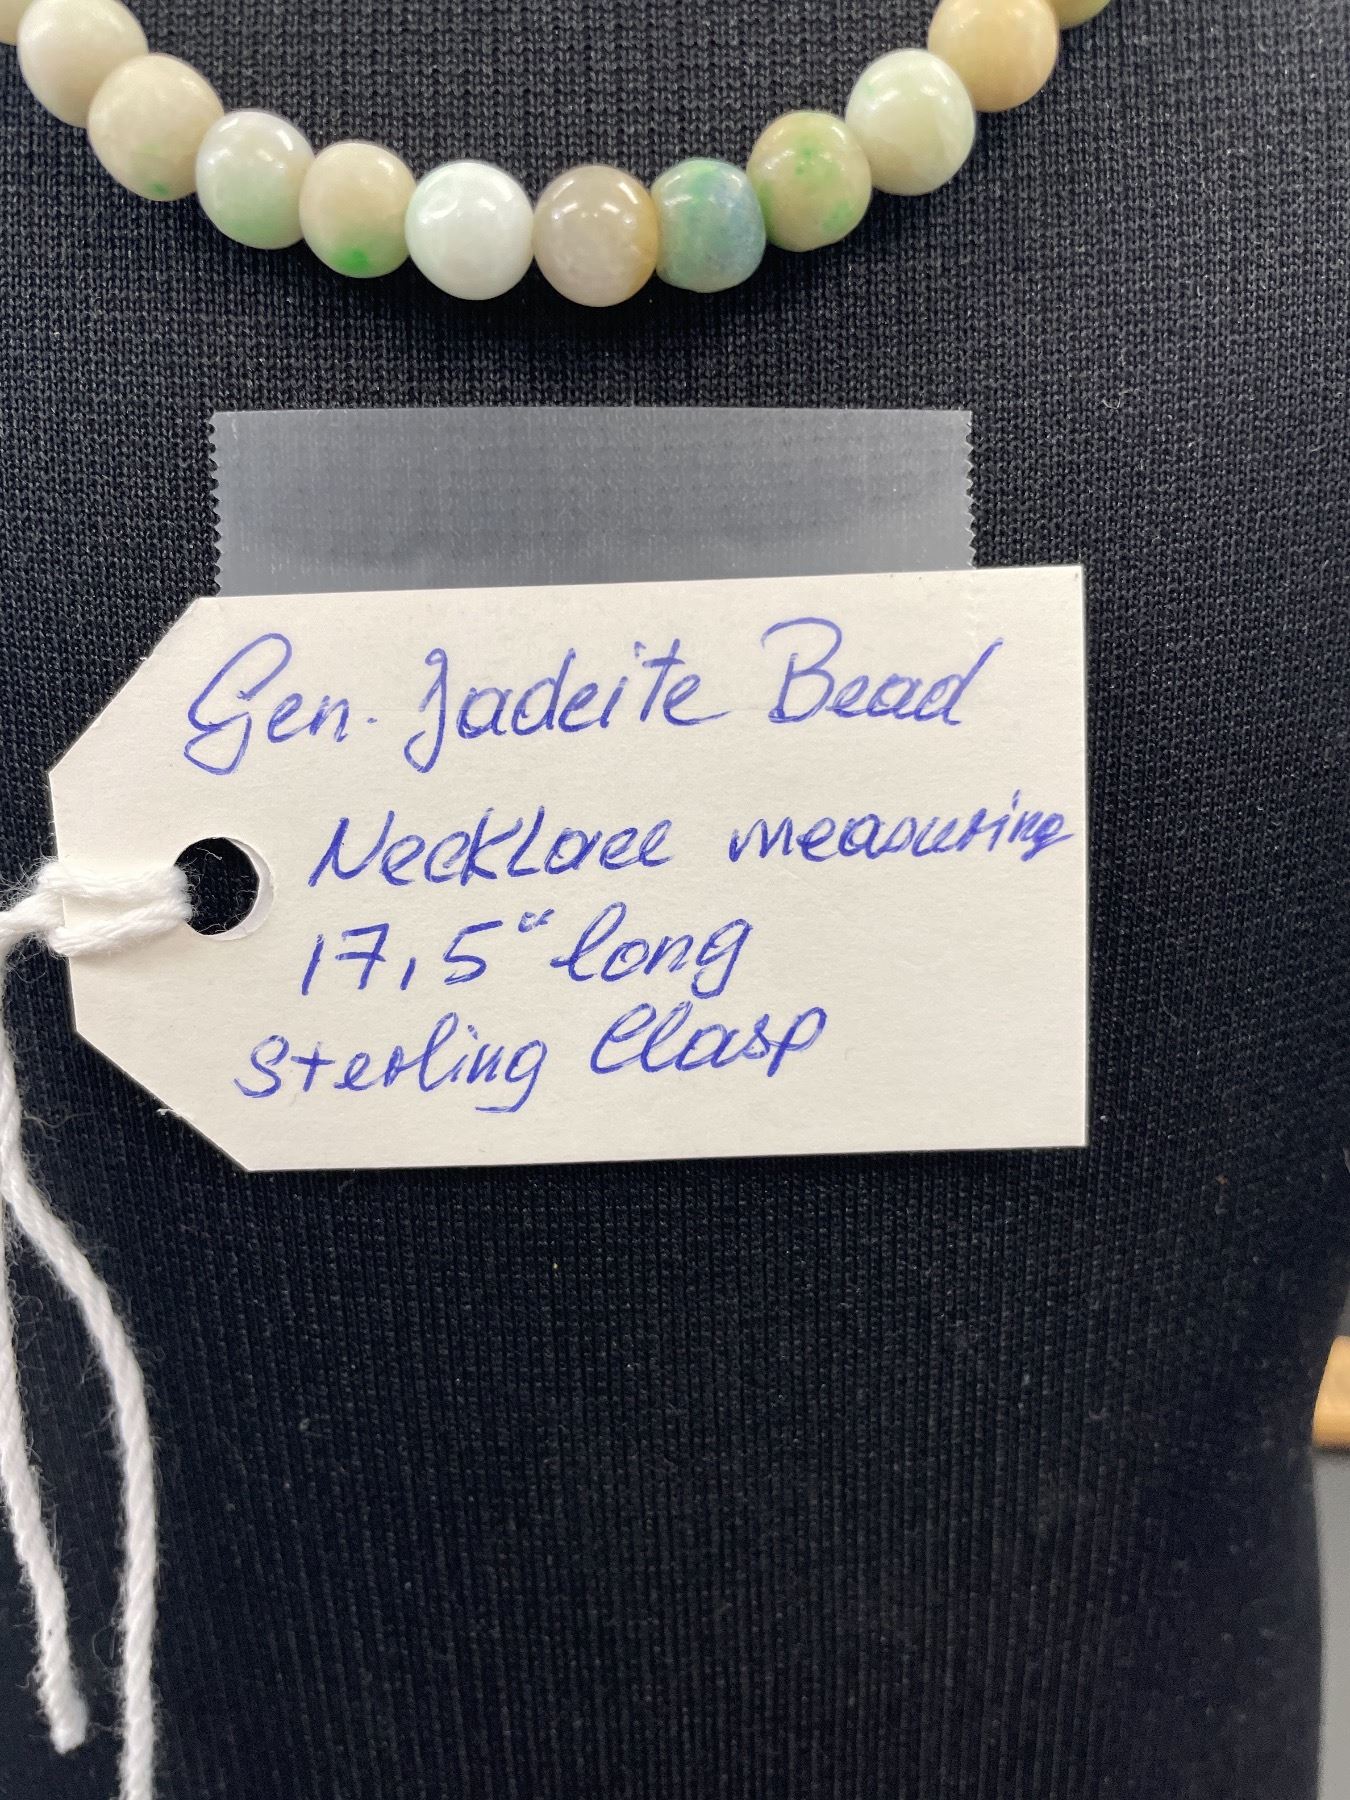 Gen. Jadeite Bead
Necklace measuring
17,5" long
Sterling Clasp